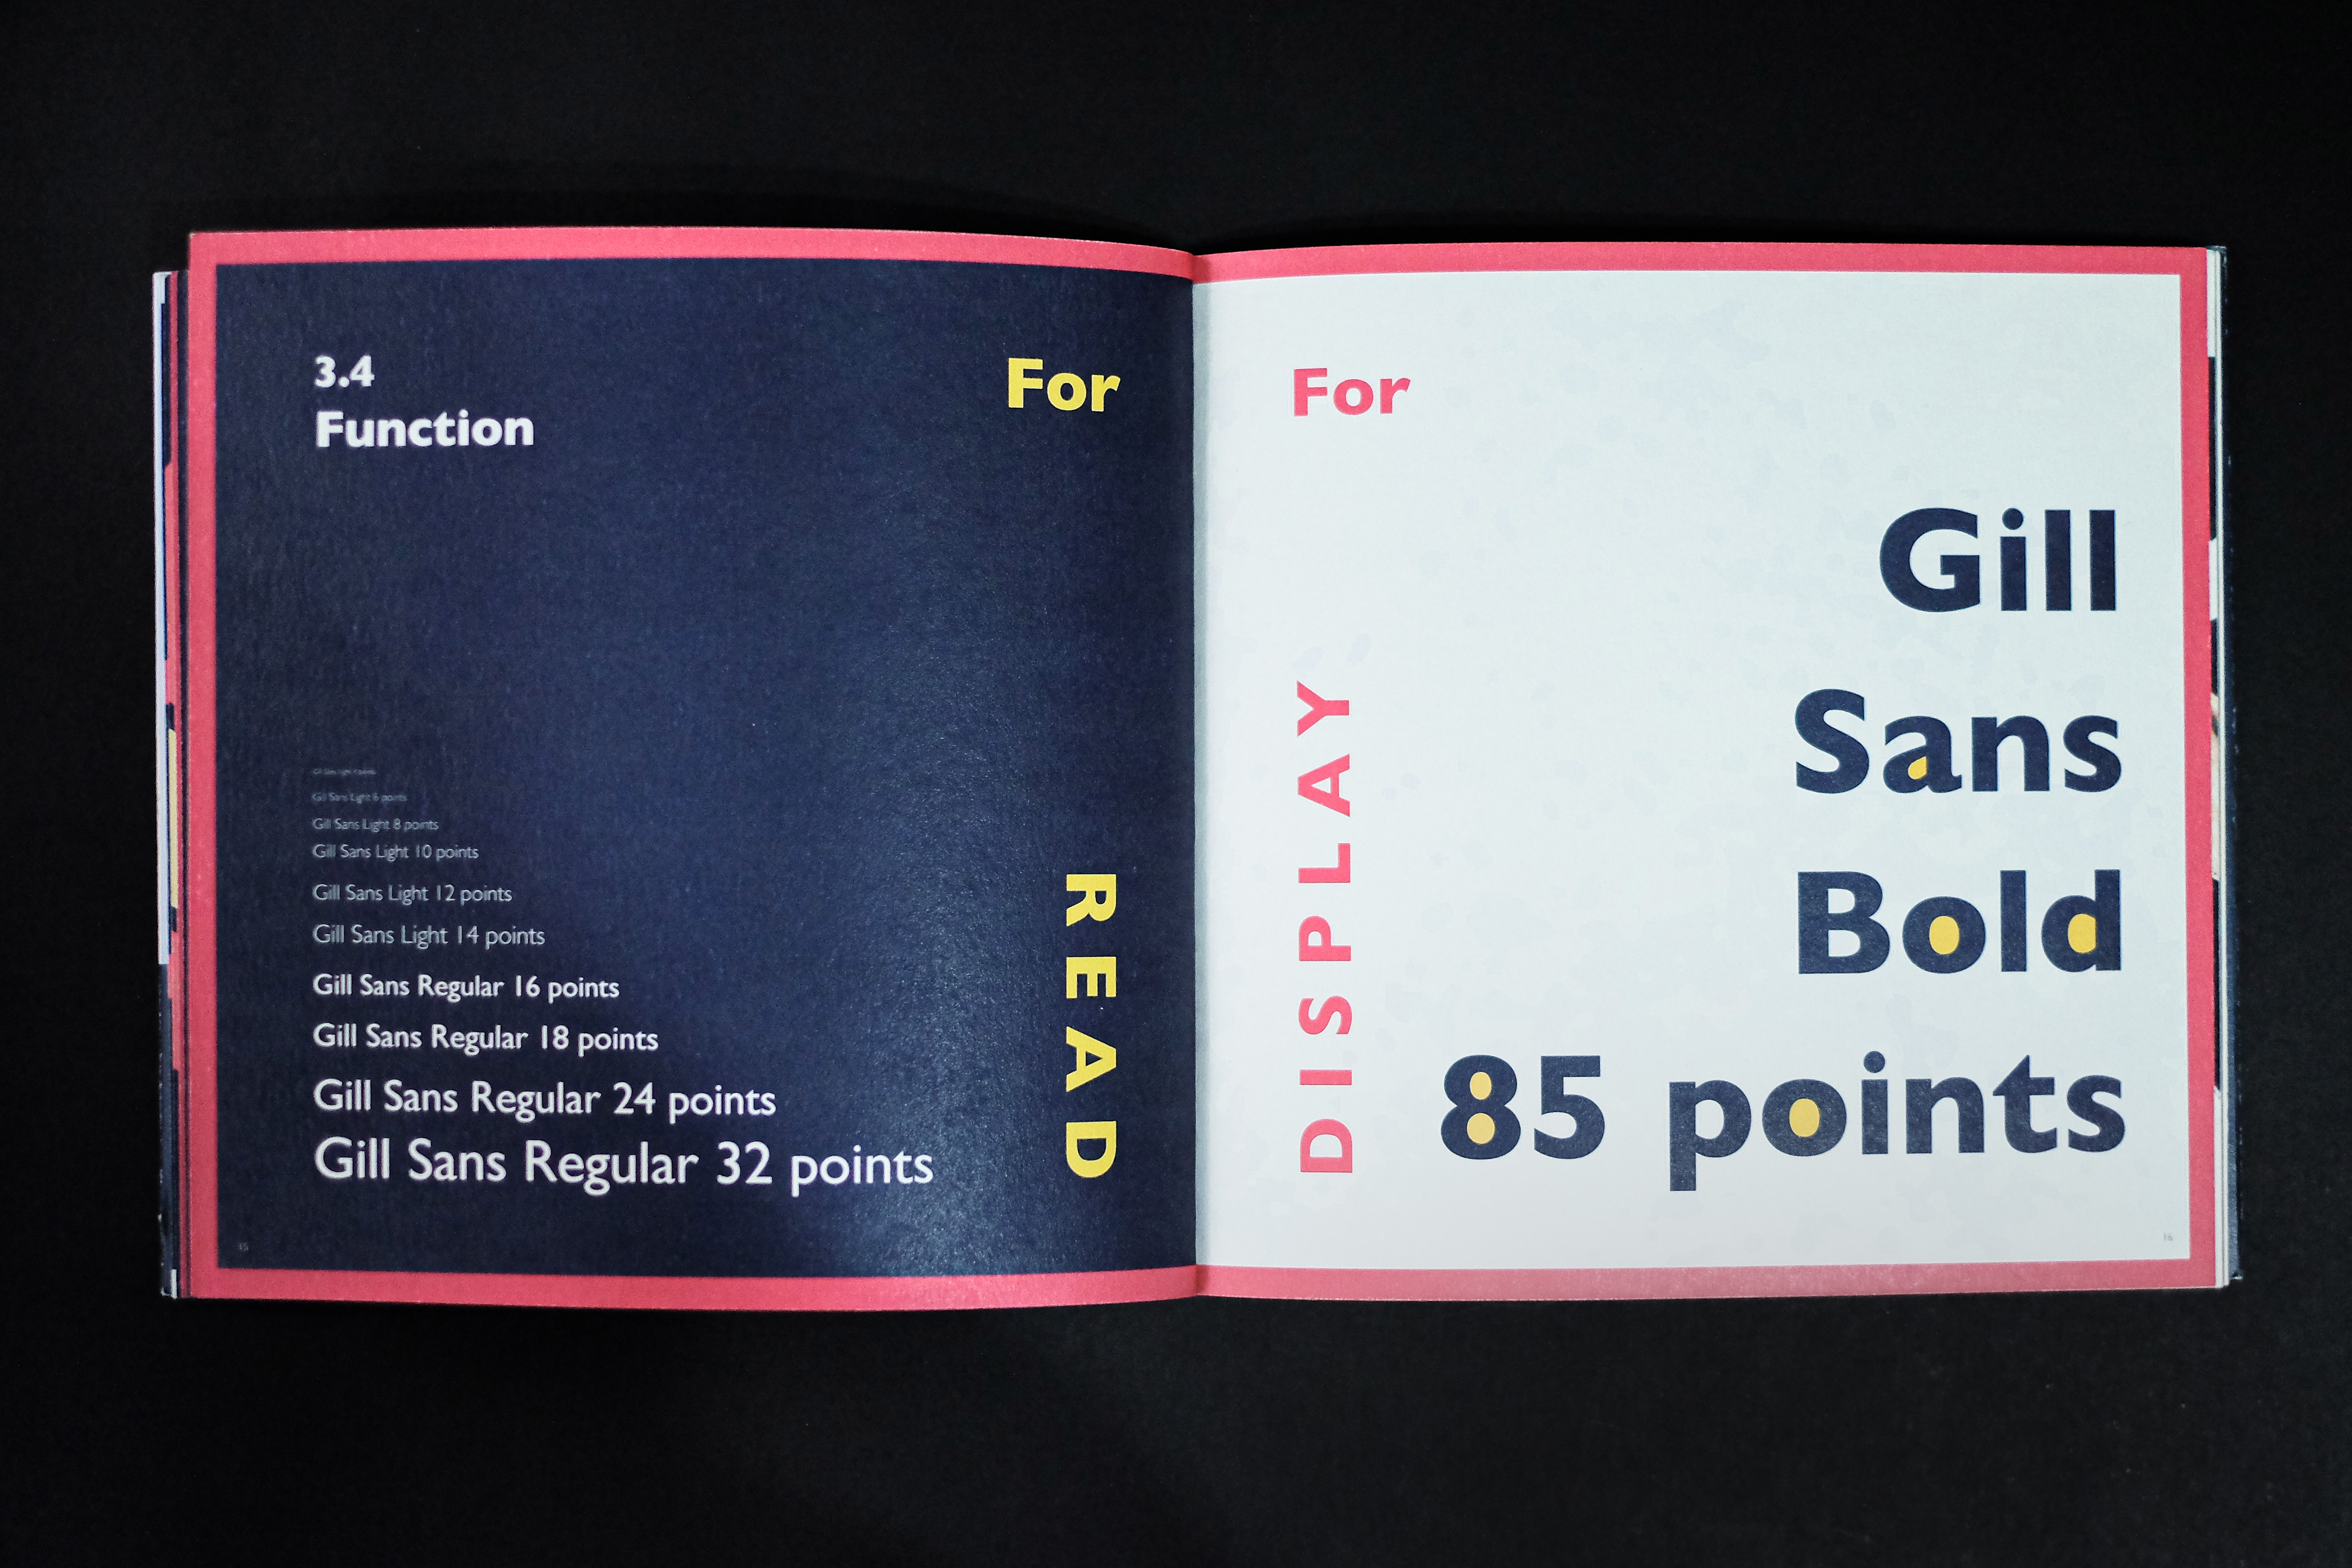 3.4
Function
For
Gill Sans Light 6 points
Gill Sans Light 8 points
Gill Sans Light 10 points
Gill Sans Light 12 points
Gill Sans Light 14 points
Gill Sans Regular 16 points
Gill Sans Regular 18 points
Gill Sans Regular 24 points
Gill Sans Regular 32 points
READ
15
For
DISPLAY
Gill
Sans
Bold
85 points
16